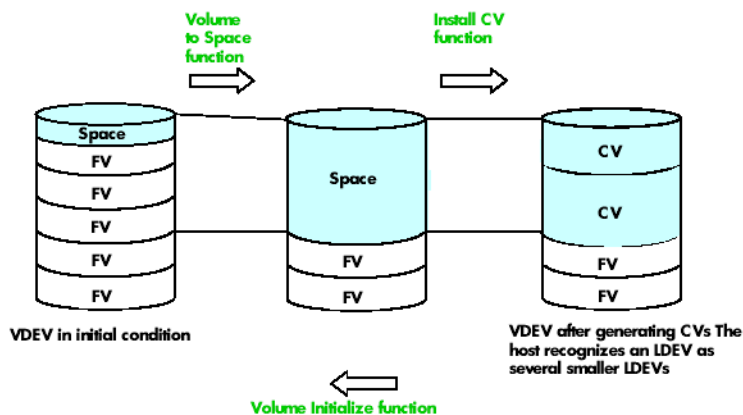 Volume
to Space
function
Install CV
function
Space
FV
FV
FV
FV
FV
Space
FV
FV
CV
CV
FV
FV
VDEV in initial condition
VDEV after generating CVs The
host recognizes an LDEV as
several smaller LDEVs
Volume Initialize function